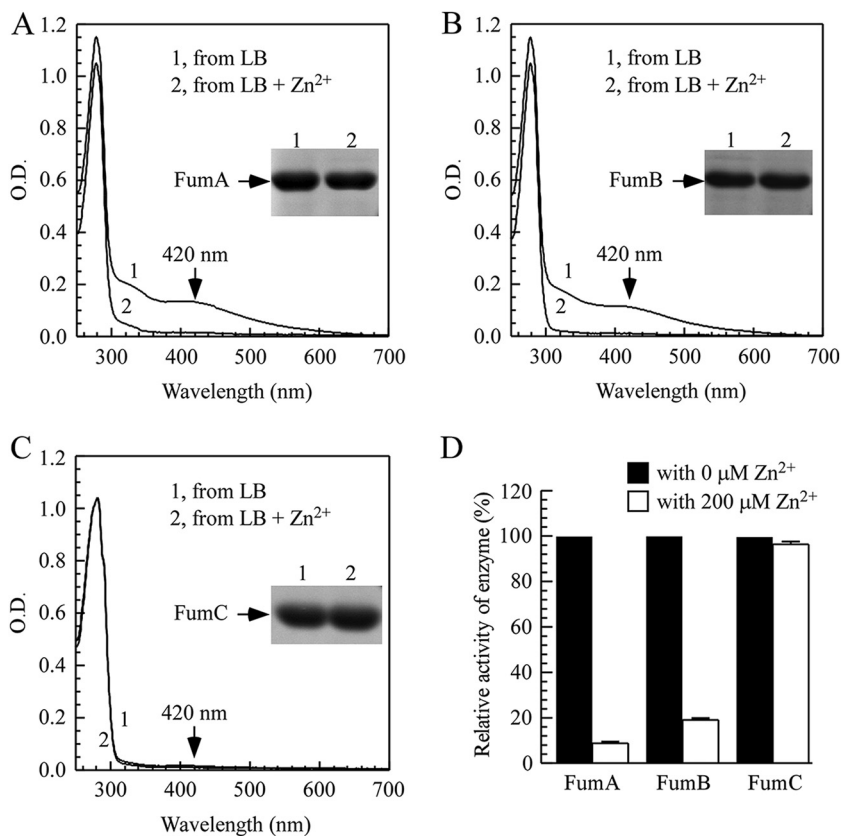 A
1.2
1.0
0.8
0.6
0.4
0.2
0.0
O.D.
1, from LB
2, from LB + Zn²⁺
1 2
FumA
420 nm
1
2
300 400 500 600 700
Wavelength (nm)
B
1.2
1.0
0.8
0.6
0.4
0.2
0.0
O.D.
1, from LB
2, from LB + Zn²⁺
1 2
FumB
420 nm
1
2
300 400 500 600 700
Wavelength (nm)
C
1.2
1.0
0.8
0.6
0.4
0.2
0.0
O.D.
1, from LB
2, from LB + Zn²⁺
1 2
FumC
420 nm
1
2
300 400 500 600 700
Wavelength (nm)
D
with 0 μM Zn²⁺
with 200 μM Zn²⁺
120
100
80
60
40
20
0
Relative activity of enzyme (%)
FumA FumB FumC